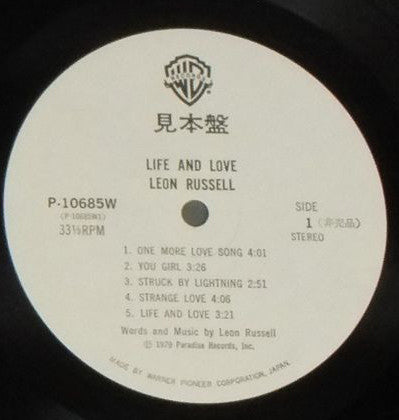 WB
RECORDS
見本盤
LIFE AND LOVE
LEON RUSSELL
P-10685W
(P-10685W1)
33⅓RPM
SIDE
1 (非売品)
STEREO
1. ONE MORE LOVE SONG 4:01
2. YOU GIRL 3:26
3. STRUCK BY LIGHTNING 2:51
4. STRANGE LOVE 4:06
5. LIFE AND LOVE 3:21
Words and Music by Leon Russell
Ⓟ 1979 Paradise Records, Inc.
MADE BY WARNER PIONEER CORPORATION, JAPAN.